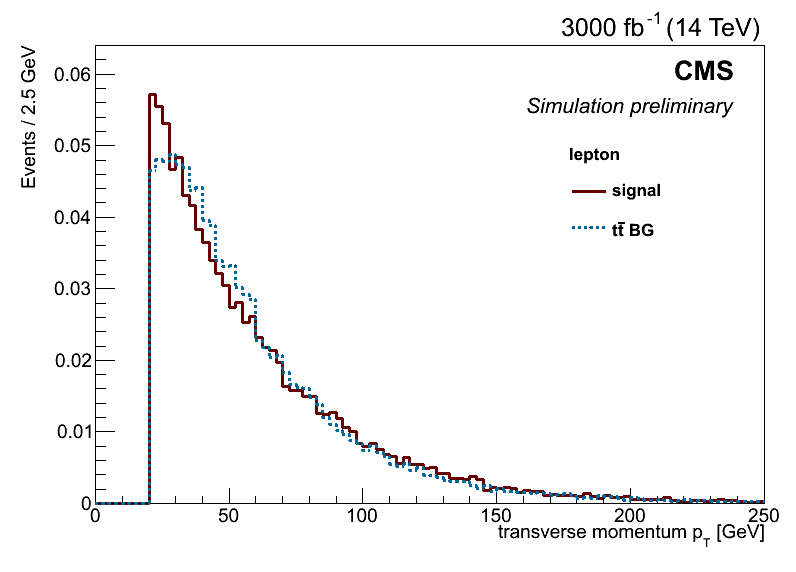 3000 fb⁻¹ (14 TeV)
CMS
Simulation preliminary
lepton
signal
tt̄ BG
Events / 2.5 GeV
0.06
0.05
0.04
0.03
0.02
0.01
0
0 50 100 150 200 250
transverse momentum p_T [GeV]